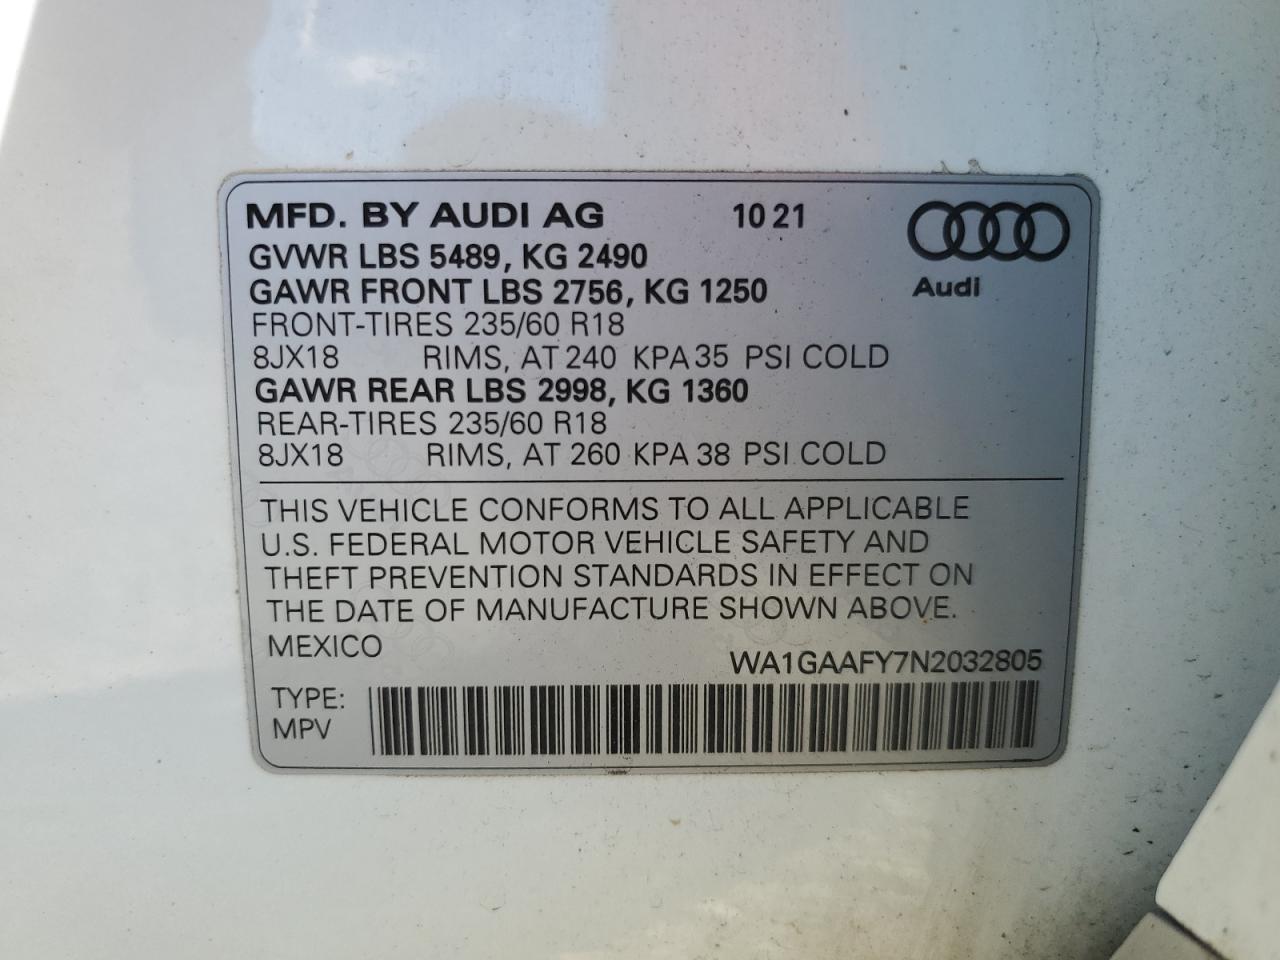 MFD. BY AUDI AG 10 21
GVWR LBS 5489, KG 2490
GAWR FRONT LBS 2756, KG 1250
Audi
FRONT-TIRES 235/60 R18
8JX18 RIMS, AT 240 KPA 35 PSI COLD
GAWR REAR LBS 2998, KG 1360
REAR-TIRES 235/60 R18
8JX18 RIMS, AT 260 KPA 38 PSI COLD
THIS VEHICLE CONFORMS TO ALL APPLICABLE
U.S. FEDERAL MOTOR VEHICLE SAFETY AND
THEFT PREVENTION STANDARDS IN EFFECT ON
THE DATE OF MANUFACTURE SHOWN ABOVE.
MEXICO
WA1GAAFY7N2032805
TYPE:
MPV